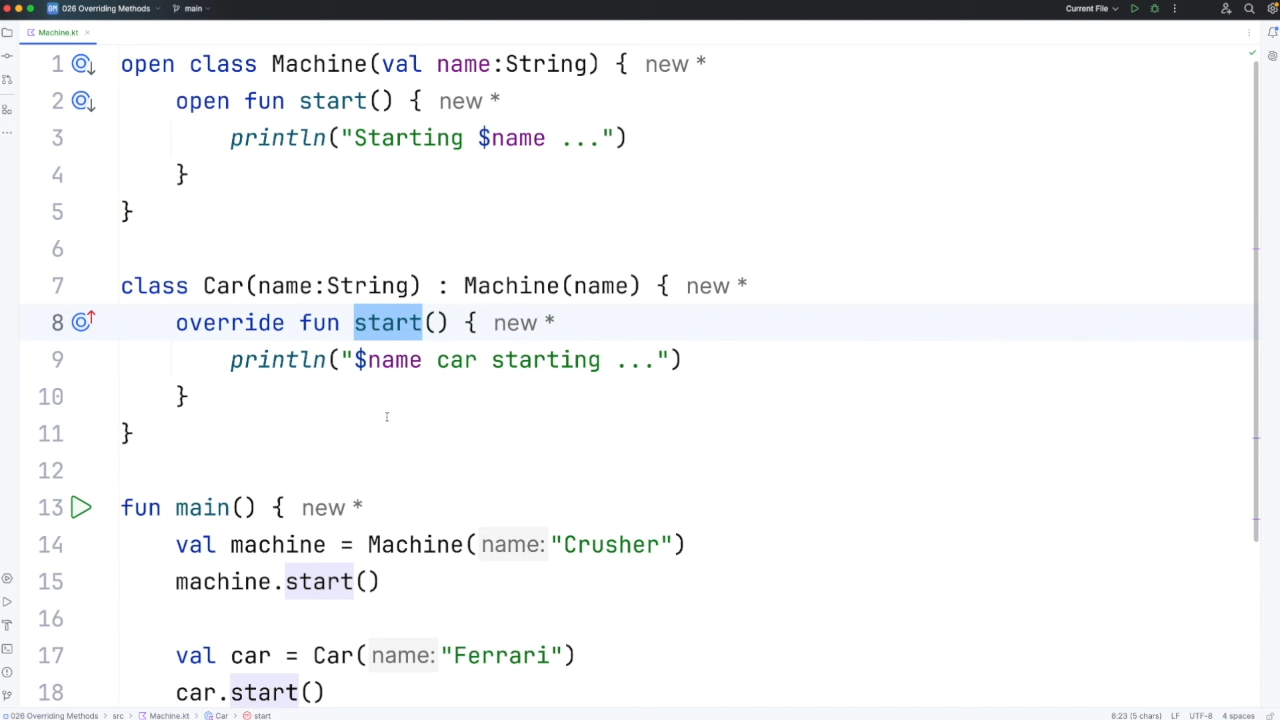 GM 026 Overriding Methods main Current File
Machine.kt
1 open class Machine(val name:String) { new *
2 open fun start() { new *
3 println("Starting $name ...")
4 }
5 }
6
7 class Car(name:String) : Machine(name) { new *
8 override fun start() { new *
9 println("$name car starting ...")
10 }
11 }
12
13 fun main() { new *
14 val machine = Machine( name: "Crusher")
15 machine.start()
16
17 val car = Car( name: "Ferrari")
18 car.start()
026 Overriding Methods > src > Machine.kt > Car > start 8:23 (5 chars) LF UTF-8 4 spaces